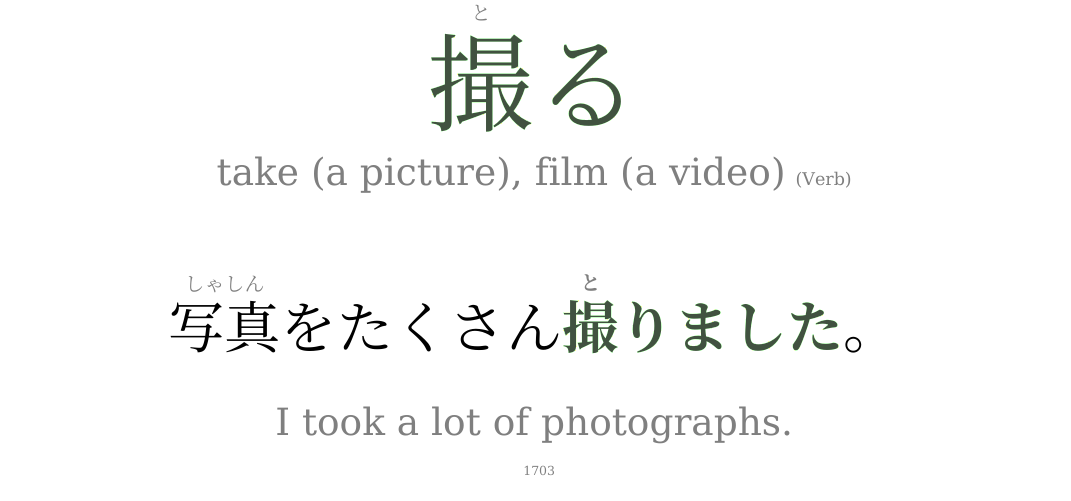 と
撮る
take (a picture), film (a video) (Verb)
しゃしん と
写真をたくさん撮りました。
I took a lot of photographs.
1703